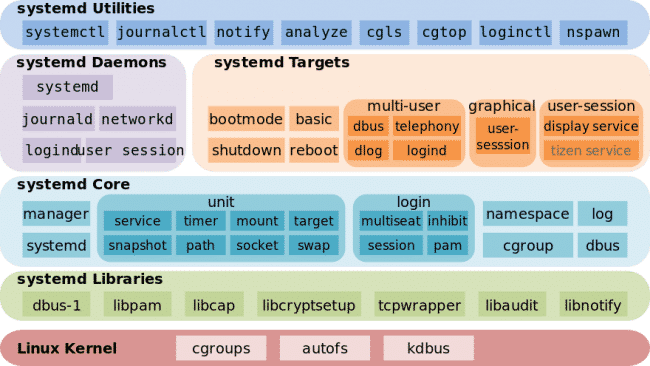 systemd Utilities
systemctl journalctl notify analyze cgls cgtop loginctl nspawn
systemd Daemons
systemd
journald networkd
logind user session
systemd Targets
bootmode basic
shutdown reboot
multi-user
dbus telephony
dlog logind
graphical
user-
sesssion
user-session
display service
tizen service
systemd Core
manager
systemd
unit
service timer mount target
snapshot path socket swap
login
multiseat inhibit
session pam
namespace log
cgroup dbus
systemd Libraries
dbus-1 libpam libcap libcryptsetup tcpwrapper libaudit libnotify
Linux Kernel cgroups autofs kdbus